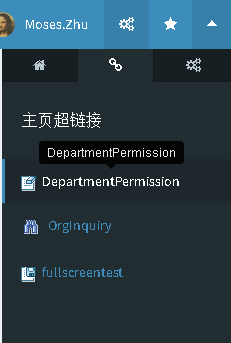 Moses.Zhu
主页超链接
DepartmentPermission
DepartmentPermission
OrgInquiry
fullscreentest